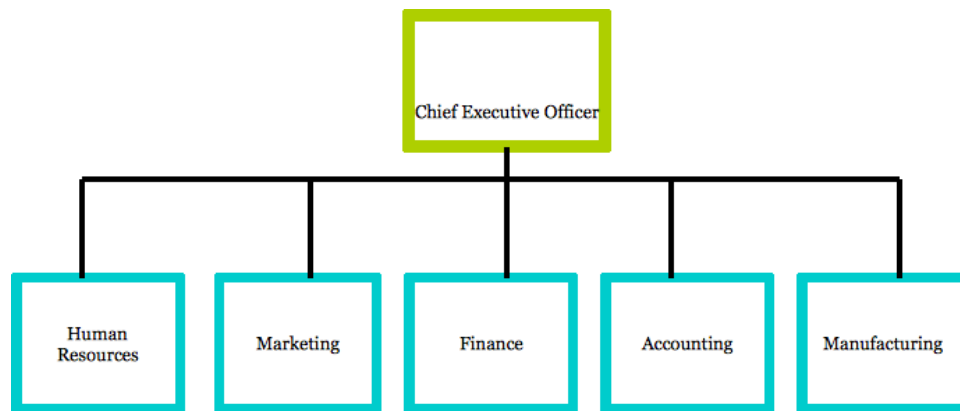 Chief Executive Officer
Human
Resources
Marketing
Finance
Accounting
Manufacturing